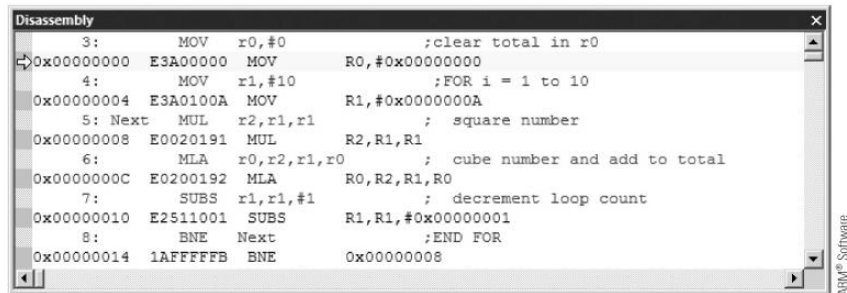 Disassembly
3: MOV r0,#0 ;clear total in r0
0x00000000 E3A00000 MOV R0,#0x00000000
4: MOV r1,#10 ;FOR i = 1 to 10
0x00000004 E3A0100A MOV R1,#0x0000000A
5: Next MUL r2,r1,r1 ; square number
0x00000008 E0020191 MUL R2,R1,R1
6: MLA r0,r2,r1,r0 ; cube number and add to total
0x0000000C E0200192 MLA R0,R2,R1,R0
7: SUBS r1,r1,#1 ; decrement loop count
0x00000010 E2511001 SUBS R1,R1,#0x00000001
8: BNE Next ;END FOR
0x00000014 1AFFFFFB BNE 0x00000008
ARM® Software